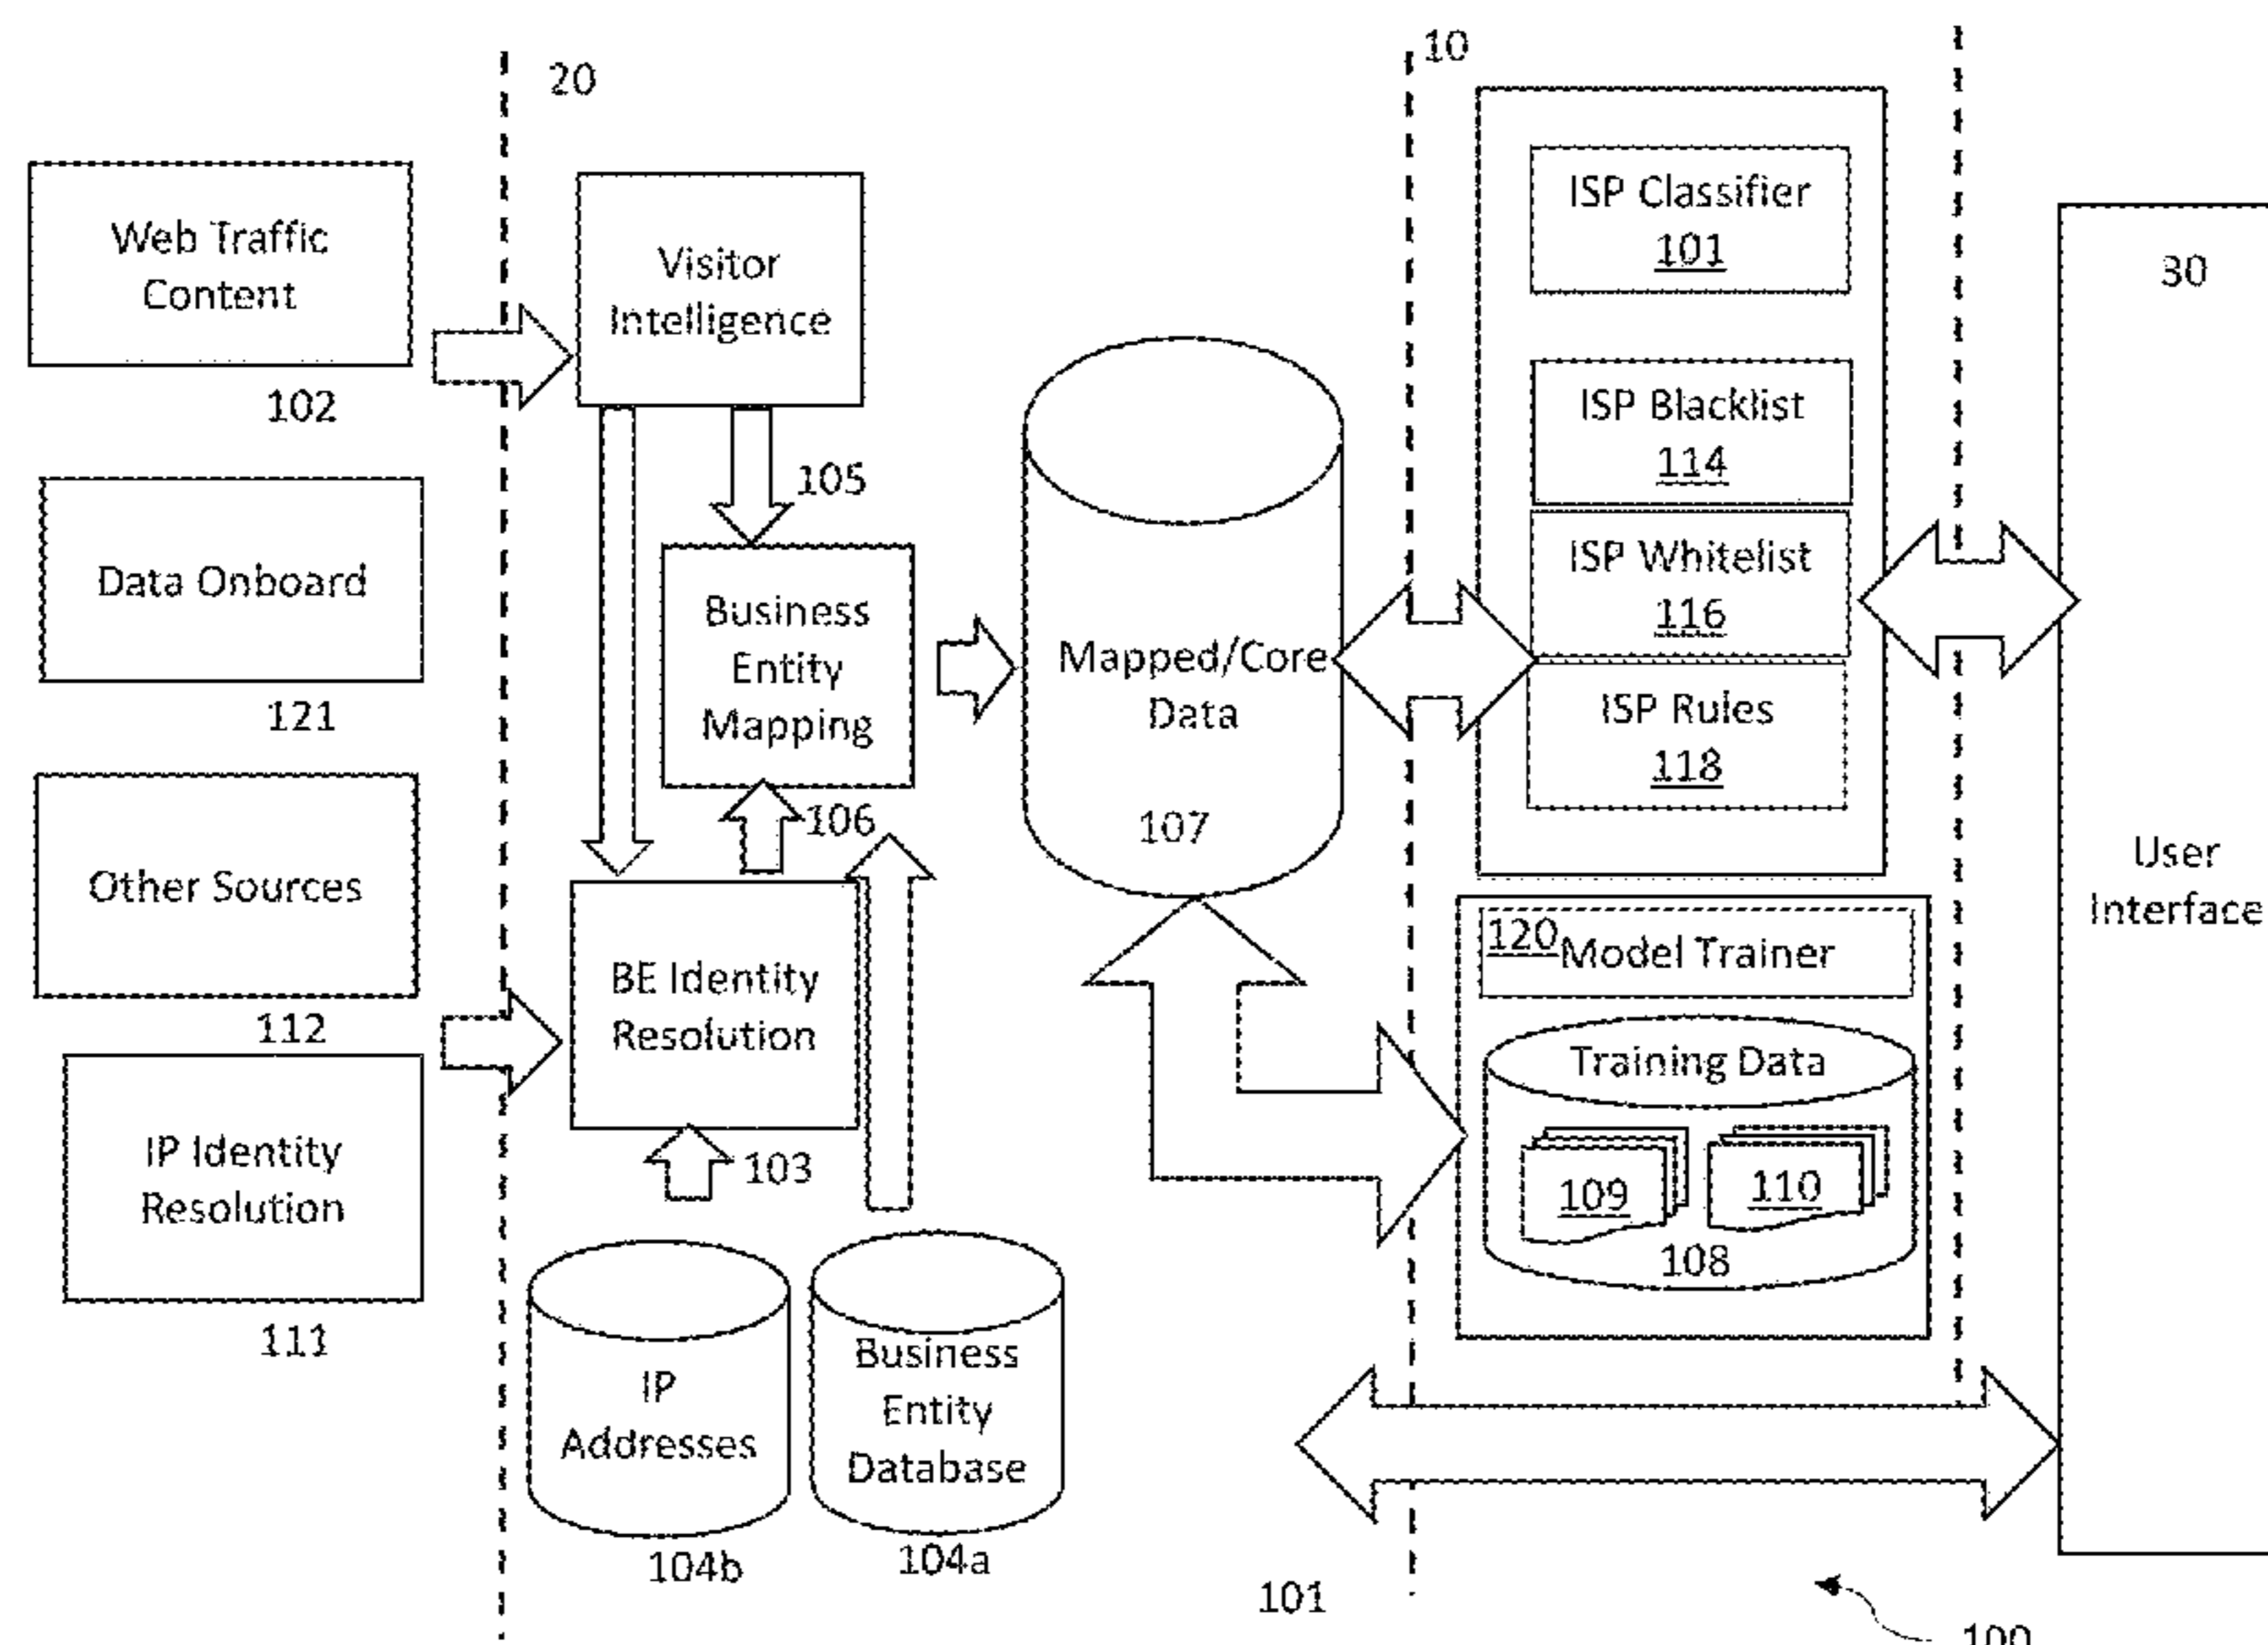 20
10
Web Traffic
Content
102
Data Onboard
121
Other Sources
112
IP Identity
Resolution
111
Visitor
Intelligence
105
Business
Entity
Mapping
106
BE Identity
Resolution
103
IP
Addresses
104b
Business
Entity
Database
104a
Mapped/Core
Data
107
ISP Classifier
101
ISP Blacklist
114
ISP Whitelist
116
ISP Rules
118
120 Model Trainer
Training Data
109
110
108
30
User
Interface
101
100